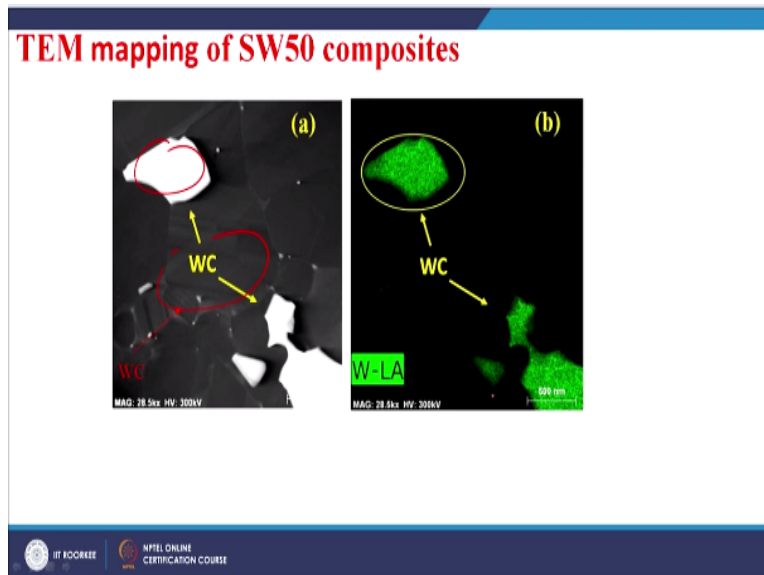 TEM mapping of SW50 composites
(a)
WC
WC
MAG: 28.5kx HV: 300kV
(b)
WC
W-LA
500 nm
MAG: 28.5kx HV: 300kV
IIT ROORKEE
NPTEL ONLINE
CERTIFICATION COURSE